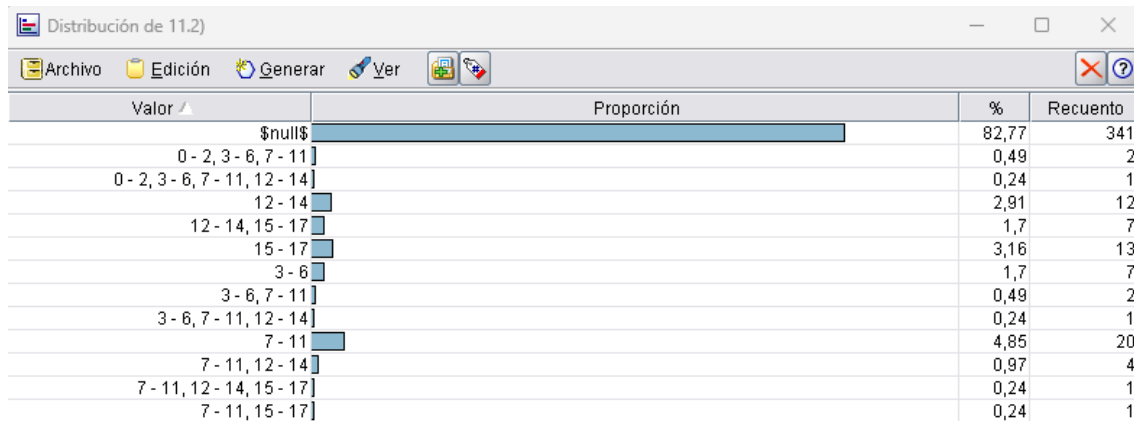 Distribución de 11.2)
Archivo Edición Generar Ver
Valor Proporción % Recuento
$null$ 82,77 341
0 - 2, 3 - 6, 7 - 11 0,49 2
0 - 2, 3 - 6, 7 - 11, 12 - 14 0,24 1
12 - 14 2,91 12
12 - 14, 15 - 17 1,7 7
15 - 17 3,16 13
3 - 6 1,7 7
3 - 6, 7 - 11 0,49 2
3 - 6, 7 - 11, 12 - 14 0,24 1
7 - 11 4,85 20
7 - 11, 12 - 14 0,97 4
7 - 11, 12 - 14, 15 - 17 0,24 1
7 - 11, 15 - 17 0,24 1